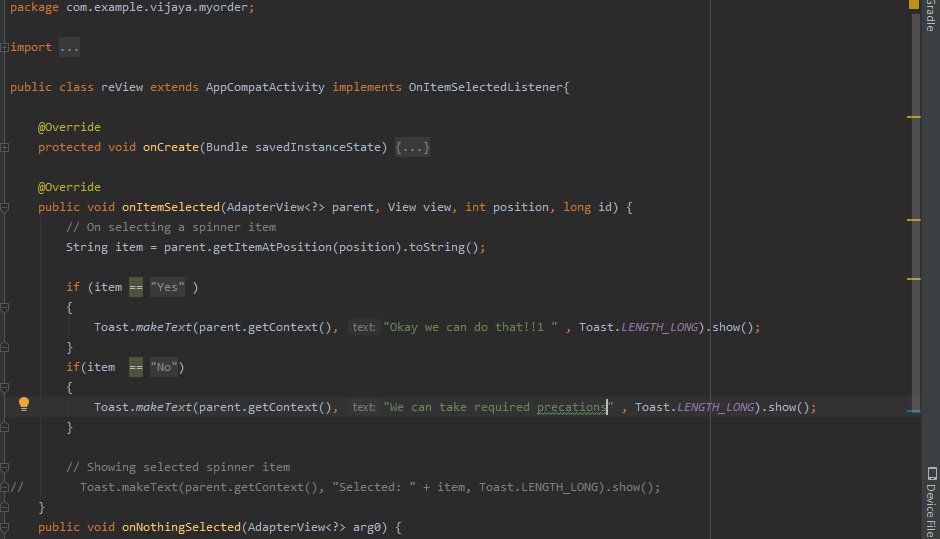 package com.example.vijaya.myorder;
import ...
public class reView extends AppCompatActivity implements OnItemSelectedListener{
@Override
protected void onCreate(Bundle savedInstanceState) {...}
@Override
public void onItemSelected(AdapterView<?> parent, View view, int position, long id) {
// On selecting a spinner item
String item = parent.getItemAtPosition(position).toString();
if (item == "Yes" )
{
Toast.makeText(parent.getContext(), text: "Okay we can do that!!1 " , Toast.LENGTH_LONG).show();
}
if(item  == "No")
{
Toast.makeText(parent.getContext(), text: "We can take required precations" , Toast.LENGTH_LONG).show();
}
// Showing selected spinner item
//        Toast.makeText(parent.getContext(), "Selected: " + item, Toast.LENGTH_LONG).show();
}
public void onNothingSelected(AdapterView<?> arg0) {
Gradle
Device File